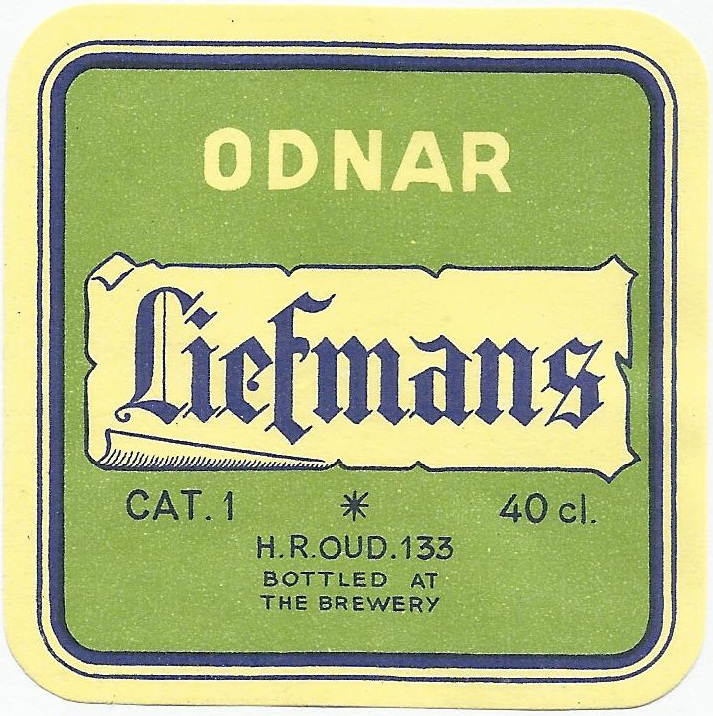 ODNAR
Liefmans
CAT. 1 * 40 cl.
H.R.OUD.133
BOTTLED AT
THE BREWERY